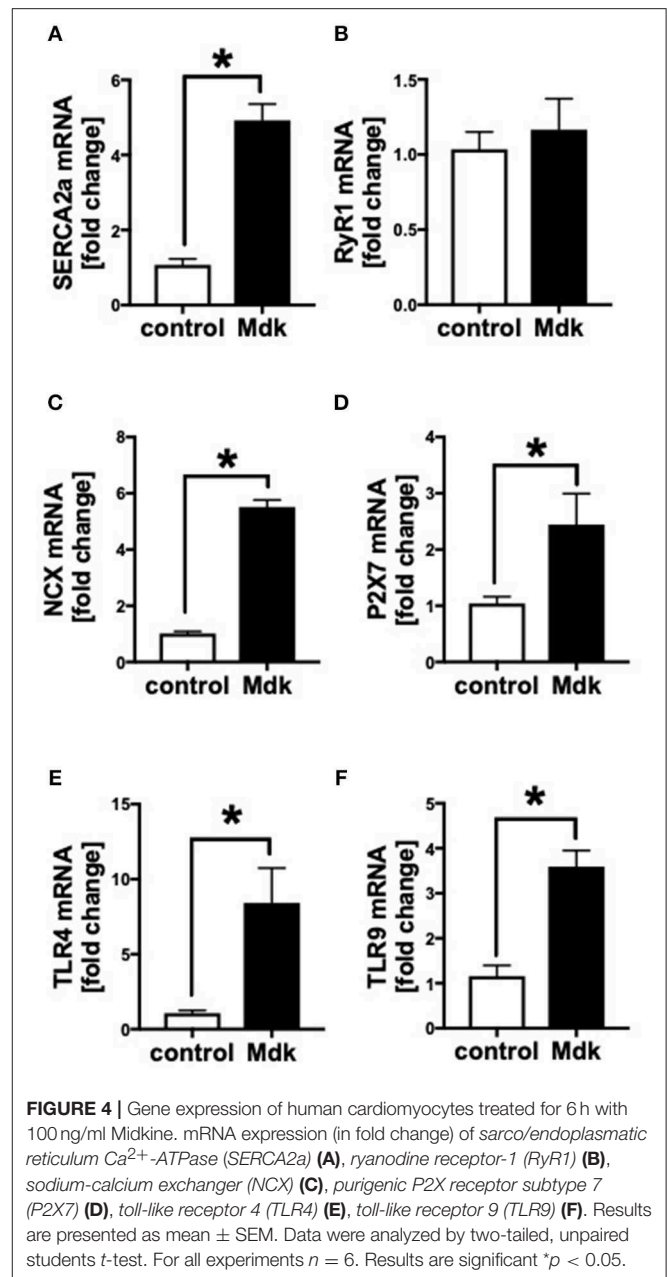 A
B
*
SERCA2a mRNA
[fold change]
6
4
2
0
control Mdk
RyR1 mRNA
[fold change]
1.5
1.0
0.5
0.0
control Mdk
C
D
*
NCX mRNA
[fold change]
8
6
4
2
0
control Mdk
*
P2X7 mRNA
[fold change]
4
3
2
1
0
control Mdk
E
F
*
TLR4 mRNA
[fold change]
15
10
5
0
control Mdk
*
TLR9 mRNA
[fold change]
5
4
3
2
1
0
control Mdk
FIGURE 4 | Gene expression of human cardiomyocytes treated for 6 h with
100 ng/ml Midkine. mRNA expression (in fold change) of sarco/endoplasmatic
reticulum Ca²⁺-ATPase (SERCA2a) (A), ryanodine receptor-1 (RyR1) (B),
sodium-calcium exchanger (NCX) (C), purigenic P2X receptor subtype 7
(P2X7) (D), toll-like receptor 4 (TLR4) (E), toll-like receptor 9 (TLR9) (F). Results
are presented as mean ± SEM. Data were analyzed by two-tailed, unpaired
students t-test. For all experiments n = 6. Results are significant *p < 0.05.